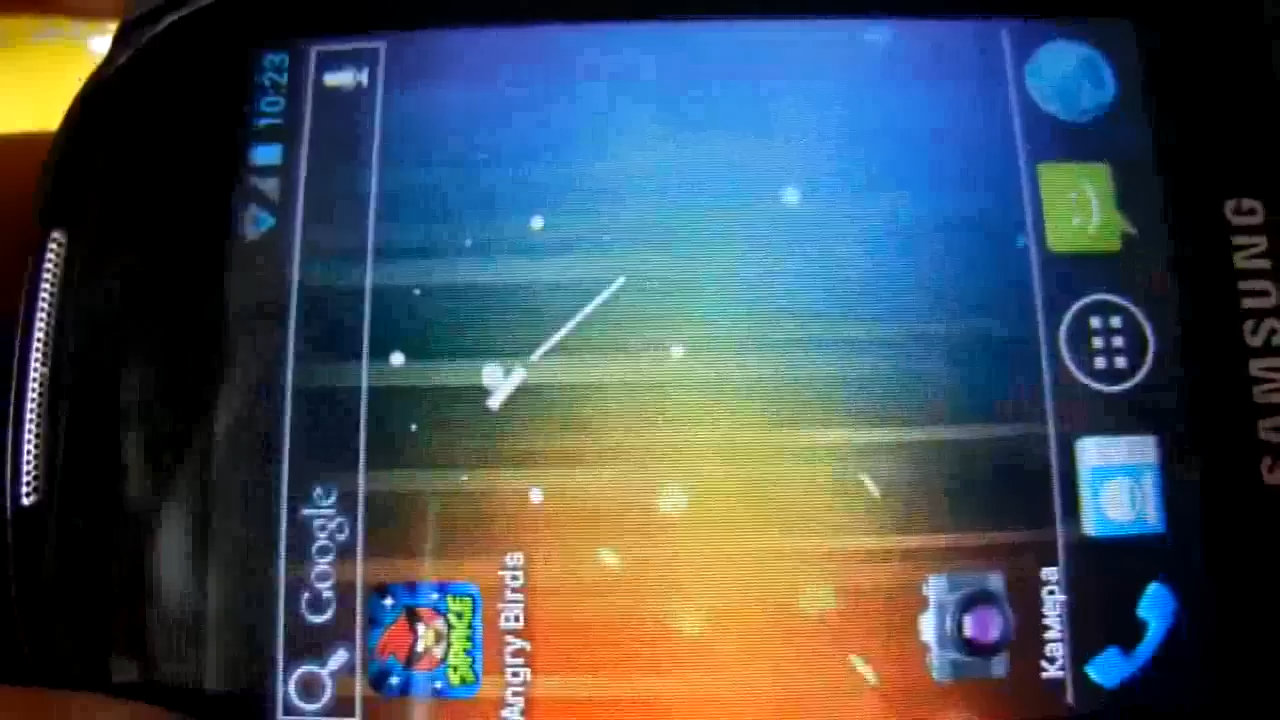 10:23
Google
SPACE
Angry Birds
Камера
SAMSUNG